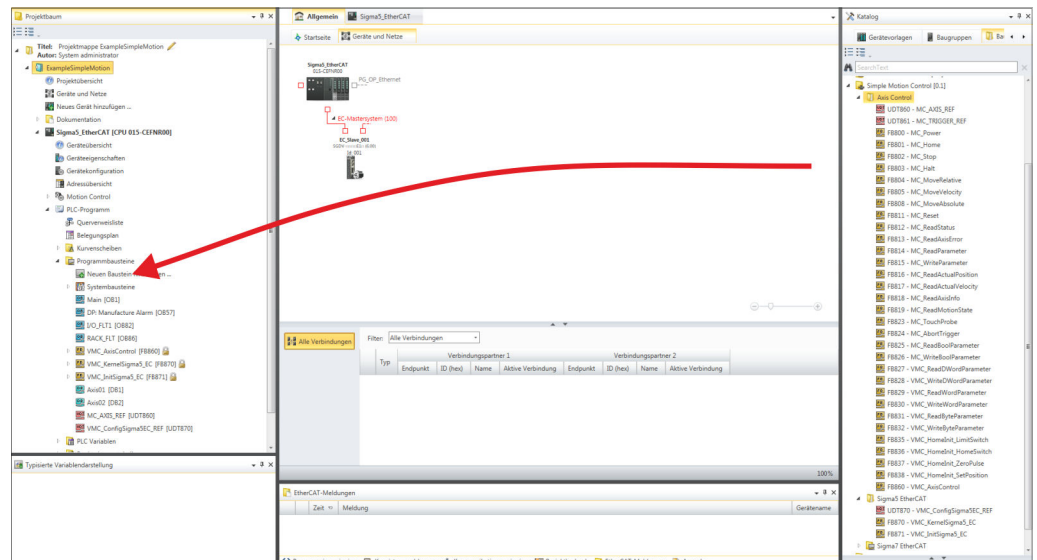 Projektbaum
Titel: Projektmappe ExampleSimpleMotion
Autor: System administrator
ExampleSimpleMotion
Projektübersicht
Geräte und Netze
Neues Gerät hinzufügen ...
Dokumentation
Sigma5_EtherCAT [CPU 015-CEFNR00]
Geräteübersicht
Geräteeigenschaften
Gerätekonfiguration
Adressübersicht
Motion Control
PLC-Programm
Querverweisliste
Belegungsplan
Kurvenscheiben
Programmbausteine
Neuen Baustein
Systembausteine
Main [OB1]
DP: Manufacture Alarm [OB57]
I/O_FLT1 [OB82]
RACK_FLT [OB86]
VMC_AxisControl [FB860]
VMC_KernelSigma5_EC [FB870]
VMC_InitSigma5_EC [FB871]
Axis01 [DB1]
Axis02 [DB2]
MC_AXIS_REF [UDT860]
VMC_ConfigSigma5EC_REF [UDT870]
PLC Variablen
Typisierte Variablendarstellung
Allgemein
Sigma5_EtherCAT
Startseite
Geräte und Netze
Sigma5_EtherCAT
015-CEFNR00
PG_OP_Ethernet
EC-Mastersystem (100)
EC_Slave_001
Id_001
Alle Verbindungen
Filter: Alle Verbindungen
Typ
Verbindungspartner 1
Verbindungspartner 2
Endpunkt ID (hex) Name Aktive Verbindung Endpunkt ID (hex) Name Aktive Verbindung
100%
EtherCAT-Meldungen
Zeit Meldung Gerätename
Katalog
Gerätevorlagen
Baugruppen
Ba
SearchText
Simple Motion Control [0.1]
Axis Control
UDT860 - MC_AXIS_REF
UDT861 - MC_TRIGGER_REF
FB800 - MC_Power
FB801 - MC_Home
FB802 - MC_Stop
FB803 - MC_Halt
FB804 - MC_MoveRelative
FB805 - MC_MoveVelocity
FB808 - MC_MoveAbsolute
FB811 - MC_Reset
FB812 - MC_ReadStatus
FB813 - MC_ReadAxisError
FB814 - MC_ReadParameter
FB815 - MC_WriteParameter
FB816 - MC_ReadActualPosition
FB817 - MC_ReadActualVelocity
FB818 - MC_ReadAxisInfo
FB819 - MC_ReadMotionState
FB823 - MC_TouchProbe
FB824 - MC_AbortTrigger
FB825 - MC_ReadBoolParameter
FB826 - MC_WriteBoolParameter
FB827 - VMC_ReadDWordParameter
FB828 - VMC_WriteDWordParameter
FB829 - VMC_ReadWordParameter
FB830 - VMC_WriteWordParameter
FB831 - VMC_ReadByteParameter
FB832 - VMC_WriteByteParameter
FB835 - VMC_HomeInit_LimitSwitch
FB836 - VMC_HomeInit_HomeSwitch
FB837 - VMC_HomeInit_ZeroPulse
FB838 - VMC_HomeInit_SetPosition
FB860 - VMC_AxisControl
Sigma5 EtherCAT
UDT870 - VMC_ConfigSigma5EC_REF
FB870 - VMC_KernelSigma5_EC
FB871 - VMC_InitSigma5_EC
Sigma7 EtherCAT